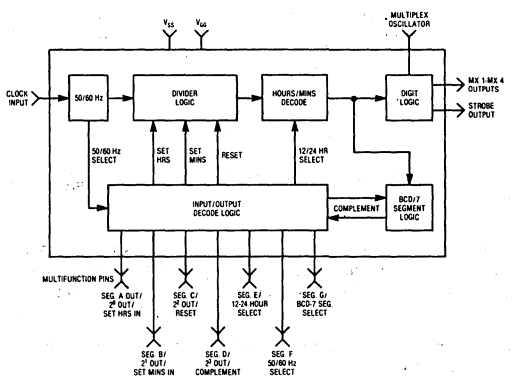 MULTIPLEX
OSCILLATOR
VSS
VGG
CLOCK
INPUT
50/60 Hz
DIVIDER
LOGIC
HOURS/MINS
DECODE
DIGIT
LOGIC
MX 1-MX 4
OUTPUTS
STROBE
OUTPUT
50/60 Hz
SELECT
SET
HRS
SET
MINS
RESET
12/24 HR
SELECT
INPUT/OUTPUT
DECODE LOGIC
COMPLEMENT
BCD/7
SEGMENT
LOGIC
MULTIFUNCTION PINS
SEG. A OUT/
2⁰ OUT/
SET HRS IN
SEG. C/
2² OUT/
RESET
SEG. E/
12-24 HOUR
SELECT
SEG. G/
BCD-7 SEG.
SELECT
SEG. B/
2¹ OUT/
SET MINS IN
SEG. D/
2³ OUT/
COMPLEMENT
SEG. F
50/60 Hz
SELECT